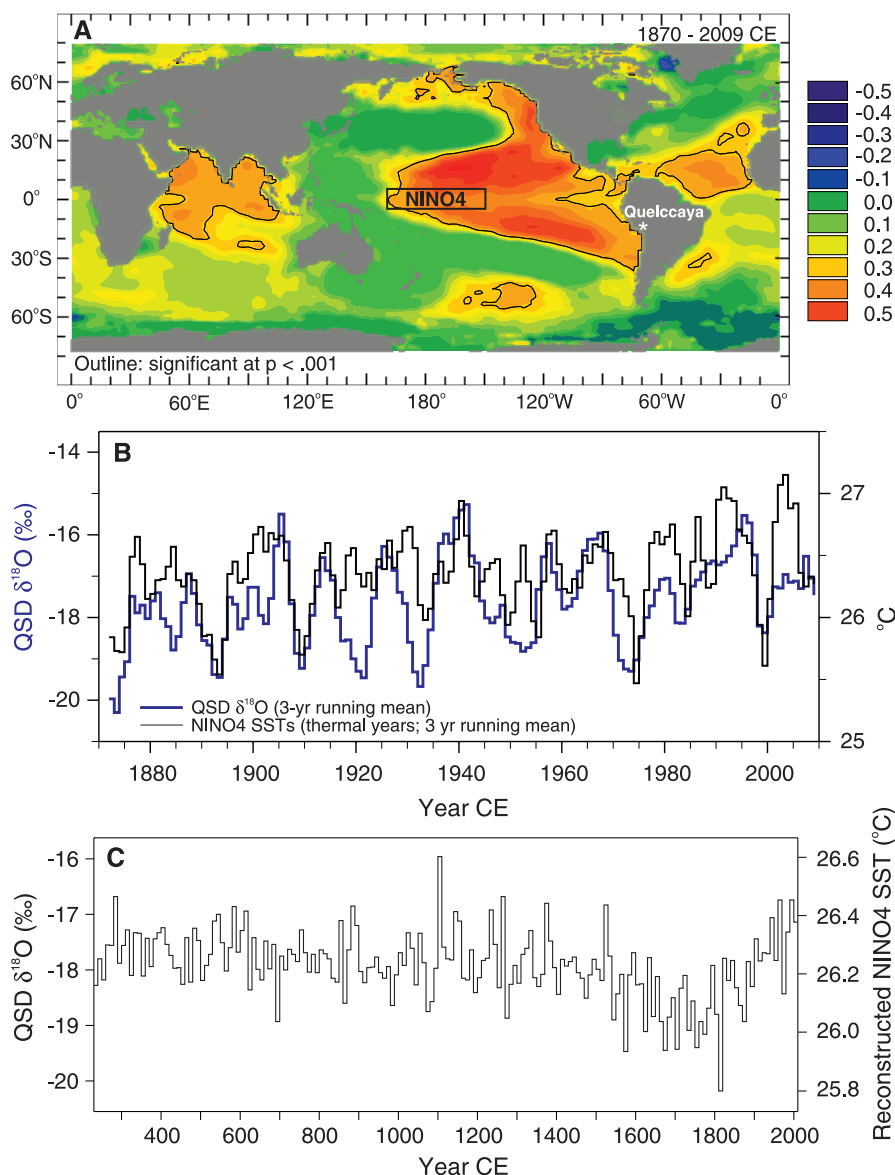 A
1870 - 2009 CE
60°N
30°N
0°
30°S
60°S
NINO4
Quelccaya
*
Outline: significant at p < .001
0°
60°E
120°E
180°
120°W
60°W
0°
-0.5
-0.4
-0.3
-0.2
-0.1
0.0
0.1
0.2
0.3
0.4
0.5
B
QSD δ¹⁸O (‰)
-14
-16
-18
-20
27
26
25
°C
QSD δ¹⁸O (3-yr running mean)
NINO4 SSTs (thermal years; 3 yr running mean)
1880
1900
1920
1940
1960
1980
2000
Year CE
C
QSD δ¹⁸O (‰)
-16
-17
-18
-19
-20
26.6
26.4
26.2
26.0
25.8
Reconstructed NINO4 SST (°C)
400
600
800
1000
1200
1400
1600
1800
2000
Year CE